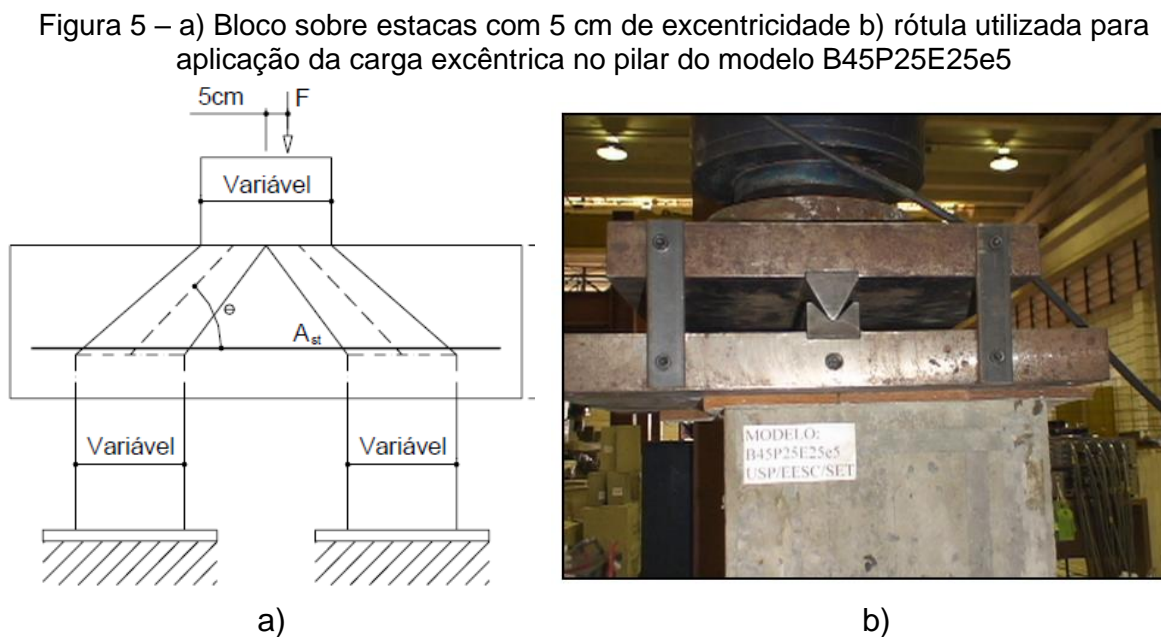 Figura 5 – a) Bloco sobre estacas com 5 cm de excentricidade b) rótula utilizada para
aplicação da carga excêntrica no pilar do modelo B45P25E25e5
5cm
F
Variável
ɵ
Ast
Variável
Variável
MODELO:
B45P25E25e5
USP/EESC/SET
a)
b)